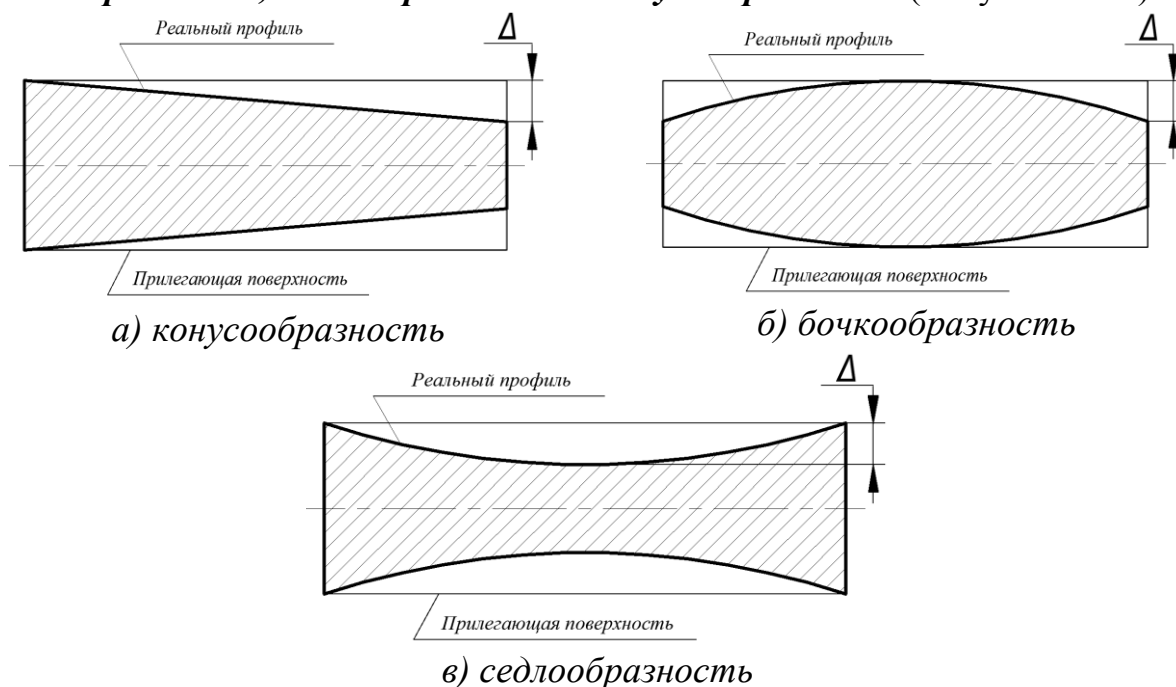 Реальный профиль
Δ
Реальный профиль
Δ
Прилегающая поверхность
Прилегающая поверхность
а) конусообразность
б) бочкообразность
Реальный профиль
Δ
Прилегающая поверхность
в) седлообразность